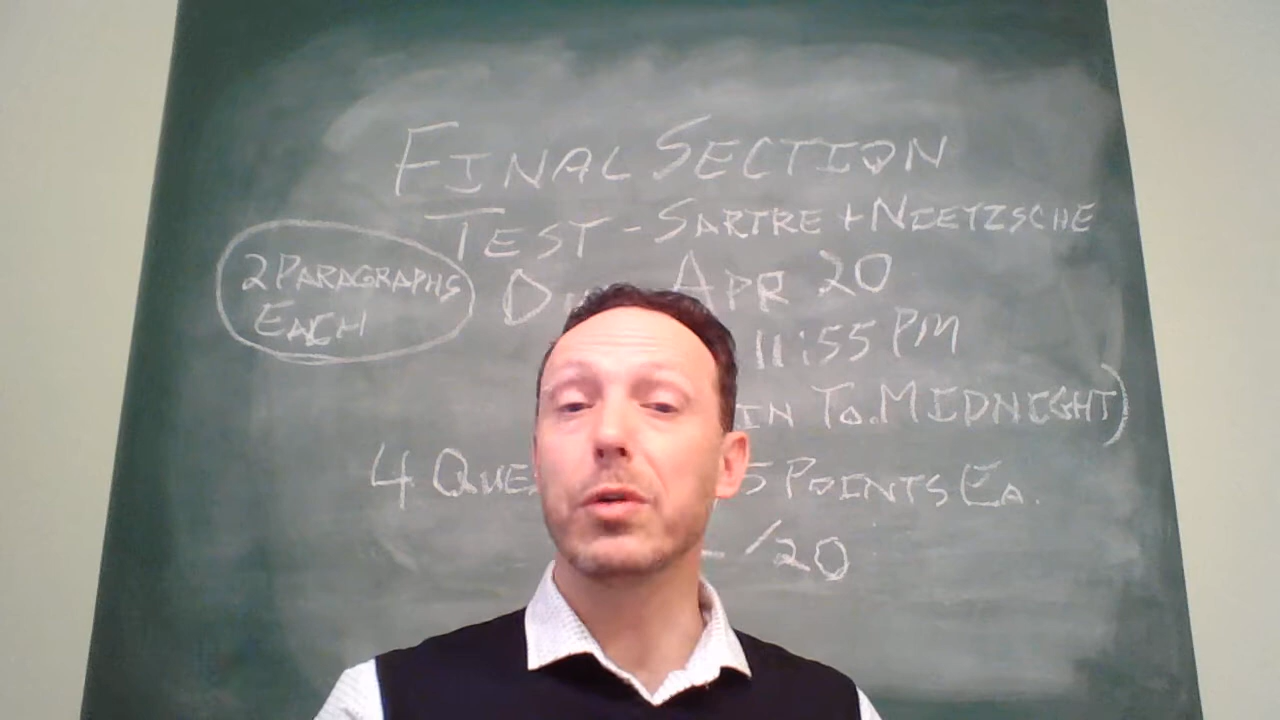 FINAL SECTION
TEST - SARTRE + NIETZSCHE
2 PARAGRAPHS
EACH
APR 20
11:55 PM
TO MIDNIGHT)
4 5 POINTS EA.
/20